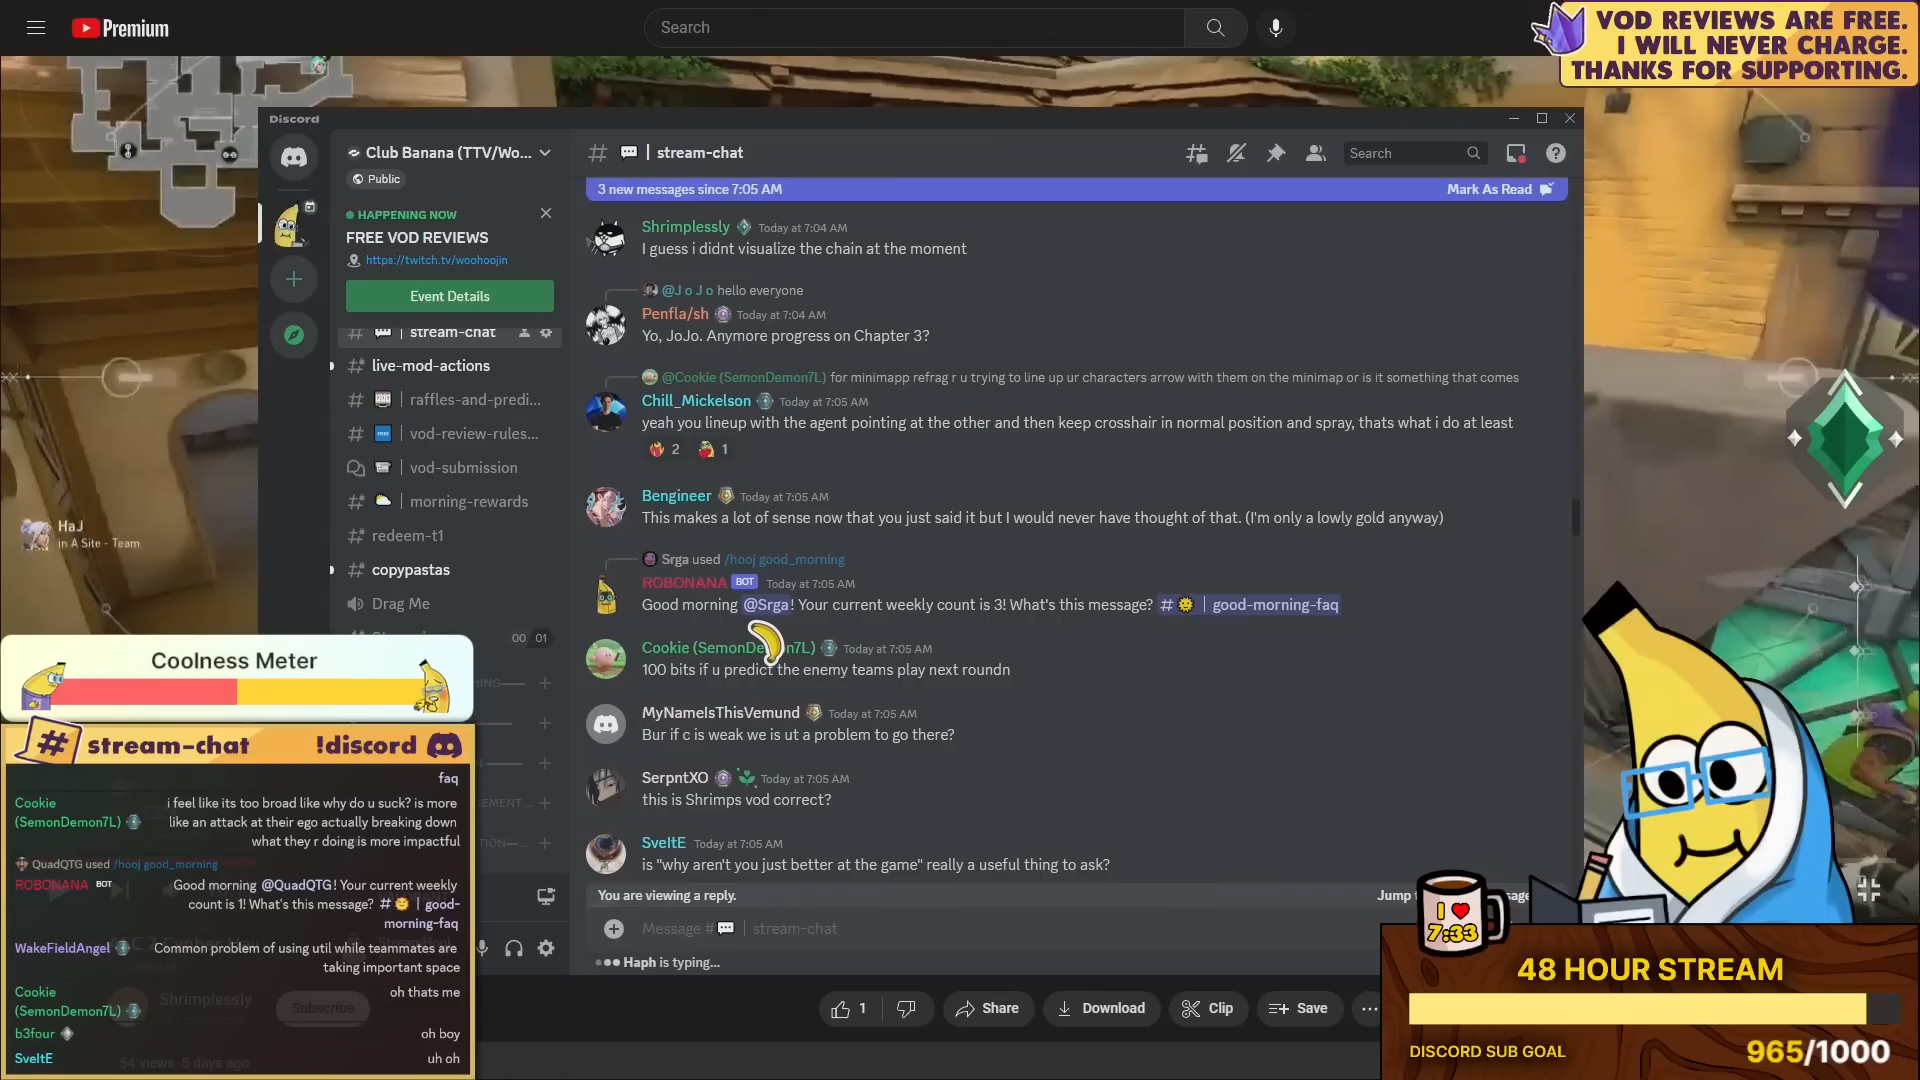 Premium
Search
VOD REVIEWS ARE FREE.
I WILL NEVER CHARGE.
THANKS FOR SUPPORTING.
Discord
Club Banana (TTV/Wo...
Public
HAPPENING NOW
FREE VOD REVIEWS
https://twitch.tv/woohoojin
Event Details
# | stream-chat
# live-mod-actions
# | raffles-and-predi...
# | vod-review-rules...
| vod-submission
# | morning-rewards
# redeem-t1
# copypastas
Drag Me
00 01
# | stream-chat
Search
3 new messages since 7:05 AM
Mark As Read
Shrimplessly Today at 7:04 AM
I guess i didnt visualize the chain at the moment
@J o J o hello everyone
Penfla/sh Today at 7:04 AM
Yo, JoJo. Anymore progress on Chapter 3?
@Cookie (SemonDemon7L) for minimapp refrag r u trying to line up ur characters arrow with them on the minimap or is it something that comes
Chill_Mickelson Today at 7:05 AM
yeah you lineup with the agent pointing at the other and then keep crosshair in normal position and spray, thats what i do at least
2 1
Bengineer Today at 7:05 AM
This makes a lot of sense now that you just said it but I would never have thought of that. (I'm only a lowly gold anyway)
Srga used /hooj good_morning
ROBONANA BOT Today at 7:05 AM
Good morning @Srga! Your current weekly count is 3! What's this message? # | good-morning-faq
Cookie (SemonDemon7L) Today at 7:05 AM
100 bits if u predict the enemy teams play next roundn
MyNameIsThisVemund Today at 7:05 AM
Bur if c is weak we is ut a problem to go there?
SerpntXO Today at 7:05 AM
this is Shrimps vod correct?
SveltE Today at 7:05 AM
is "why aren't you just better at the game" really a useful thing to ask?
You are viewing a reply.
Jump
Message # | stream-chat
Haph is typing...
HaJ
in A Site - Team
Coolness Meter
# stream-chat !discord
faq
Cookie (SemonDemon7L) i feel like its too broad like why do u suck? is more
like an attack at their ego actually breaking down
what they r doing is more impactful
QuadQTG used /hooj good_morning
ROBONANA BOT Good morning @QuadQTG! Your current weekly
count is 1! What's this message? # | good-
morning-faq
WakeFieldAngel Common problem of using util while teammates are
taking important space
Cookie (SemonDemon7L) oh thats me
b3four oh boy
SveltE uh oh
Shrimplessly
Subscribe
54 views 5 days ago
1
Share
Download
Clip
Save
I
7:33
48 HOUR STREAM
DISCORD SUB GOAL
965/1000